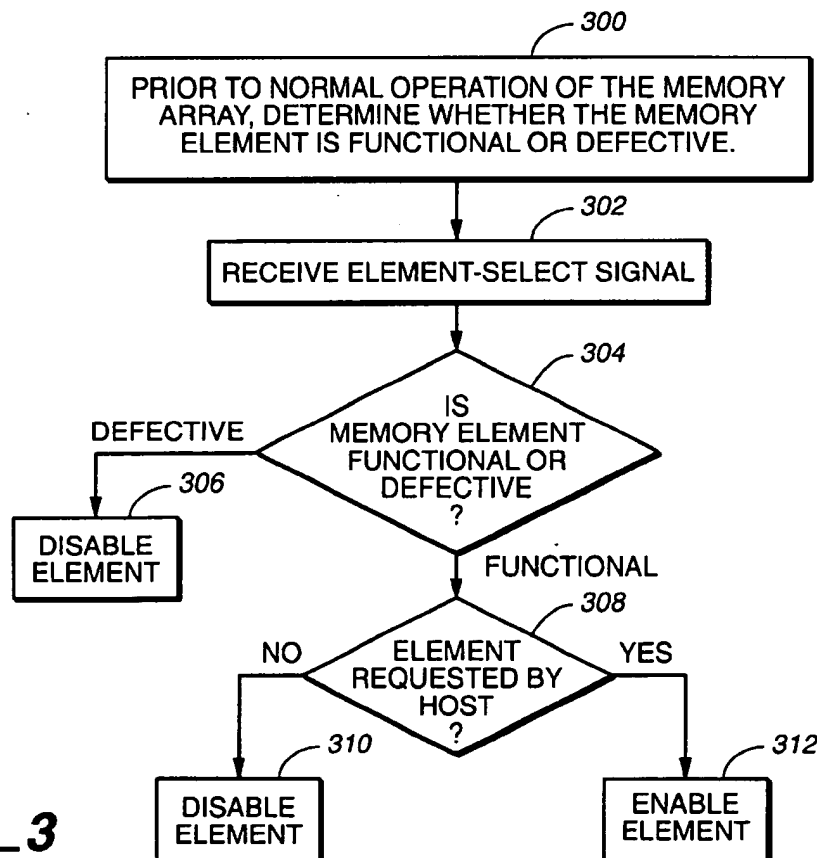 300
PRIOR TO NORMAL OPERATION OF THE MEMORY
ARRAY, DETERMINE WHETHER THE MEMORY
ELEMENT IS FUNCTIONAL OR DEFECTIVE.
302
RECEIVE ELEMENT-SELECT SIGNAL
304
IS
MEMORY ELEMENT
FUNCTIONAL OR
DEFECTIVE
?
DEFECTIVE
306
DISABLE
ELEMENT
FUNCTIONAL
308
NO
ELEMENT
REQUESTED BY
HOST
?
YES
310
DISABLE
ELEMENT
312
ENABLE
ELEMENT
_3